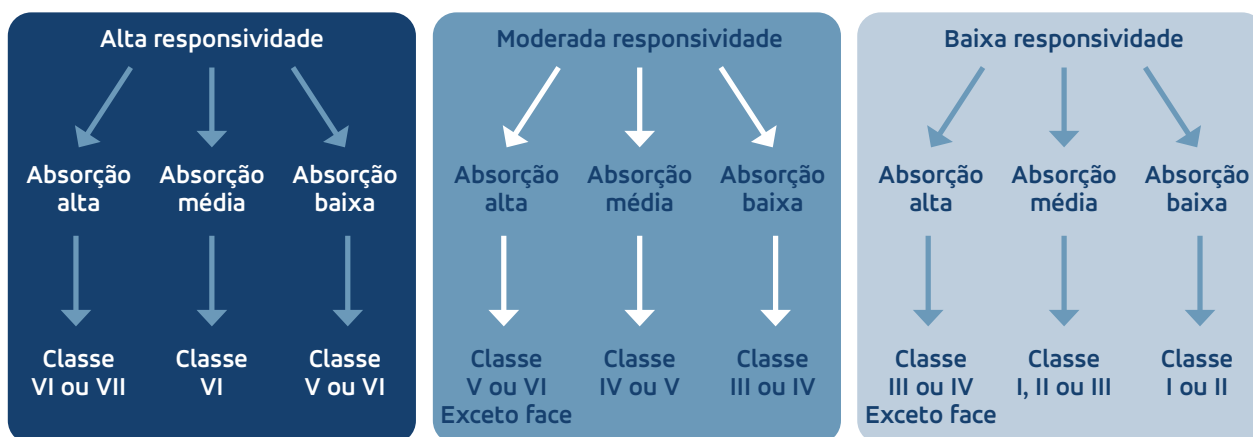 Alta responsividade
Absorção
alta
Absorção
média
Absorção
baixa
Classe
VI ou VII
Classe
VI
Classe
V ou VI
Moderada responsividade
Absorção
alta
Absorção
média
Absorção
baixa
Classe
V ou VI
Exceto face
Classe
IV ou V
Classe
III ou IV
Baixa responsividade
Absorção
alta
Absorção
média
Absorção
baixa
Classe
III ou IV
Exceto face
Classe
I, II ou III
Classe
I ou II